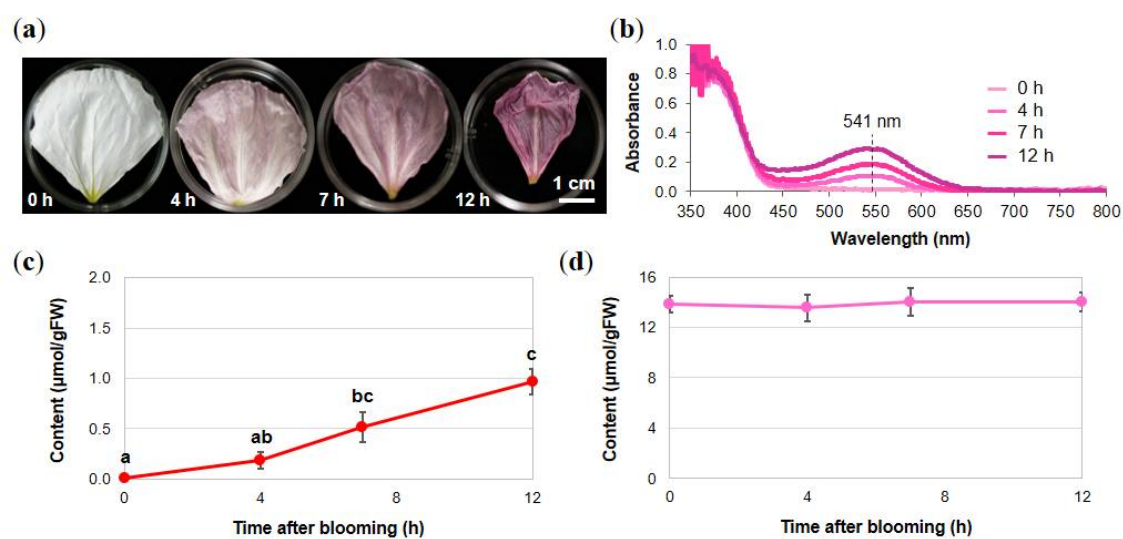 (a)
0 h
4 h
7 h
12 h
1 cm
(b)
Absorbance
1.0
0.8
0.6
0.4
0.2
0.0
541 nm
0 h
4 h
7 h
12 h
350 400 450 500 550 600 650 700 750 800
Wavelength (nm)
(c)
Content (µmol/gFW)
2.0
1.5
1.0
0.5
0.0
a
ab
bc
c
0 4 8 12
Time after blooming (h)
(d)
Content (µmol/gFW)
16
12
8
4
0
0 4 8 12
Time after blooming (h)